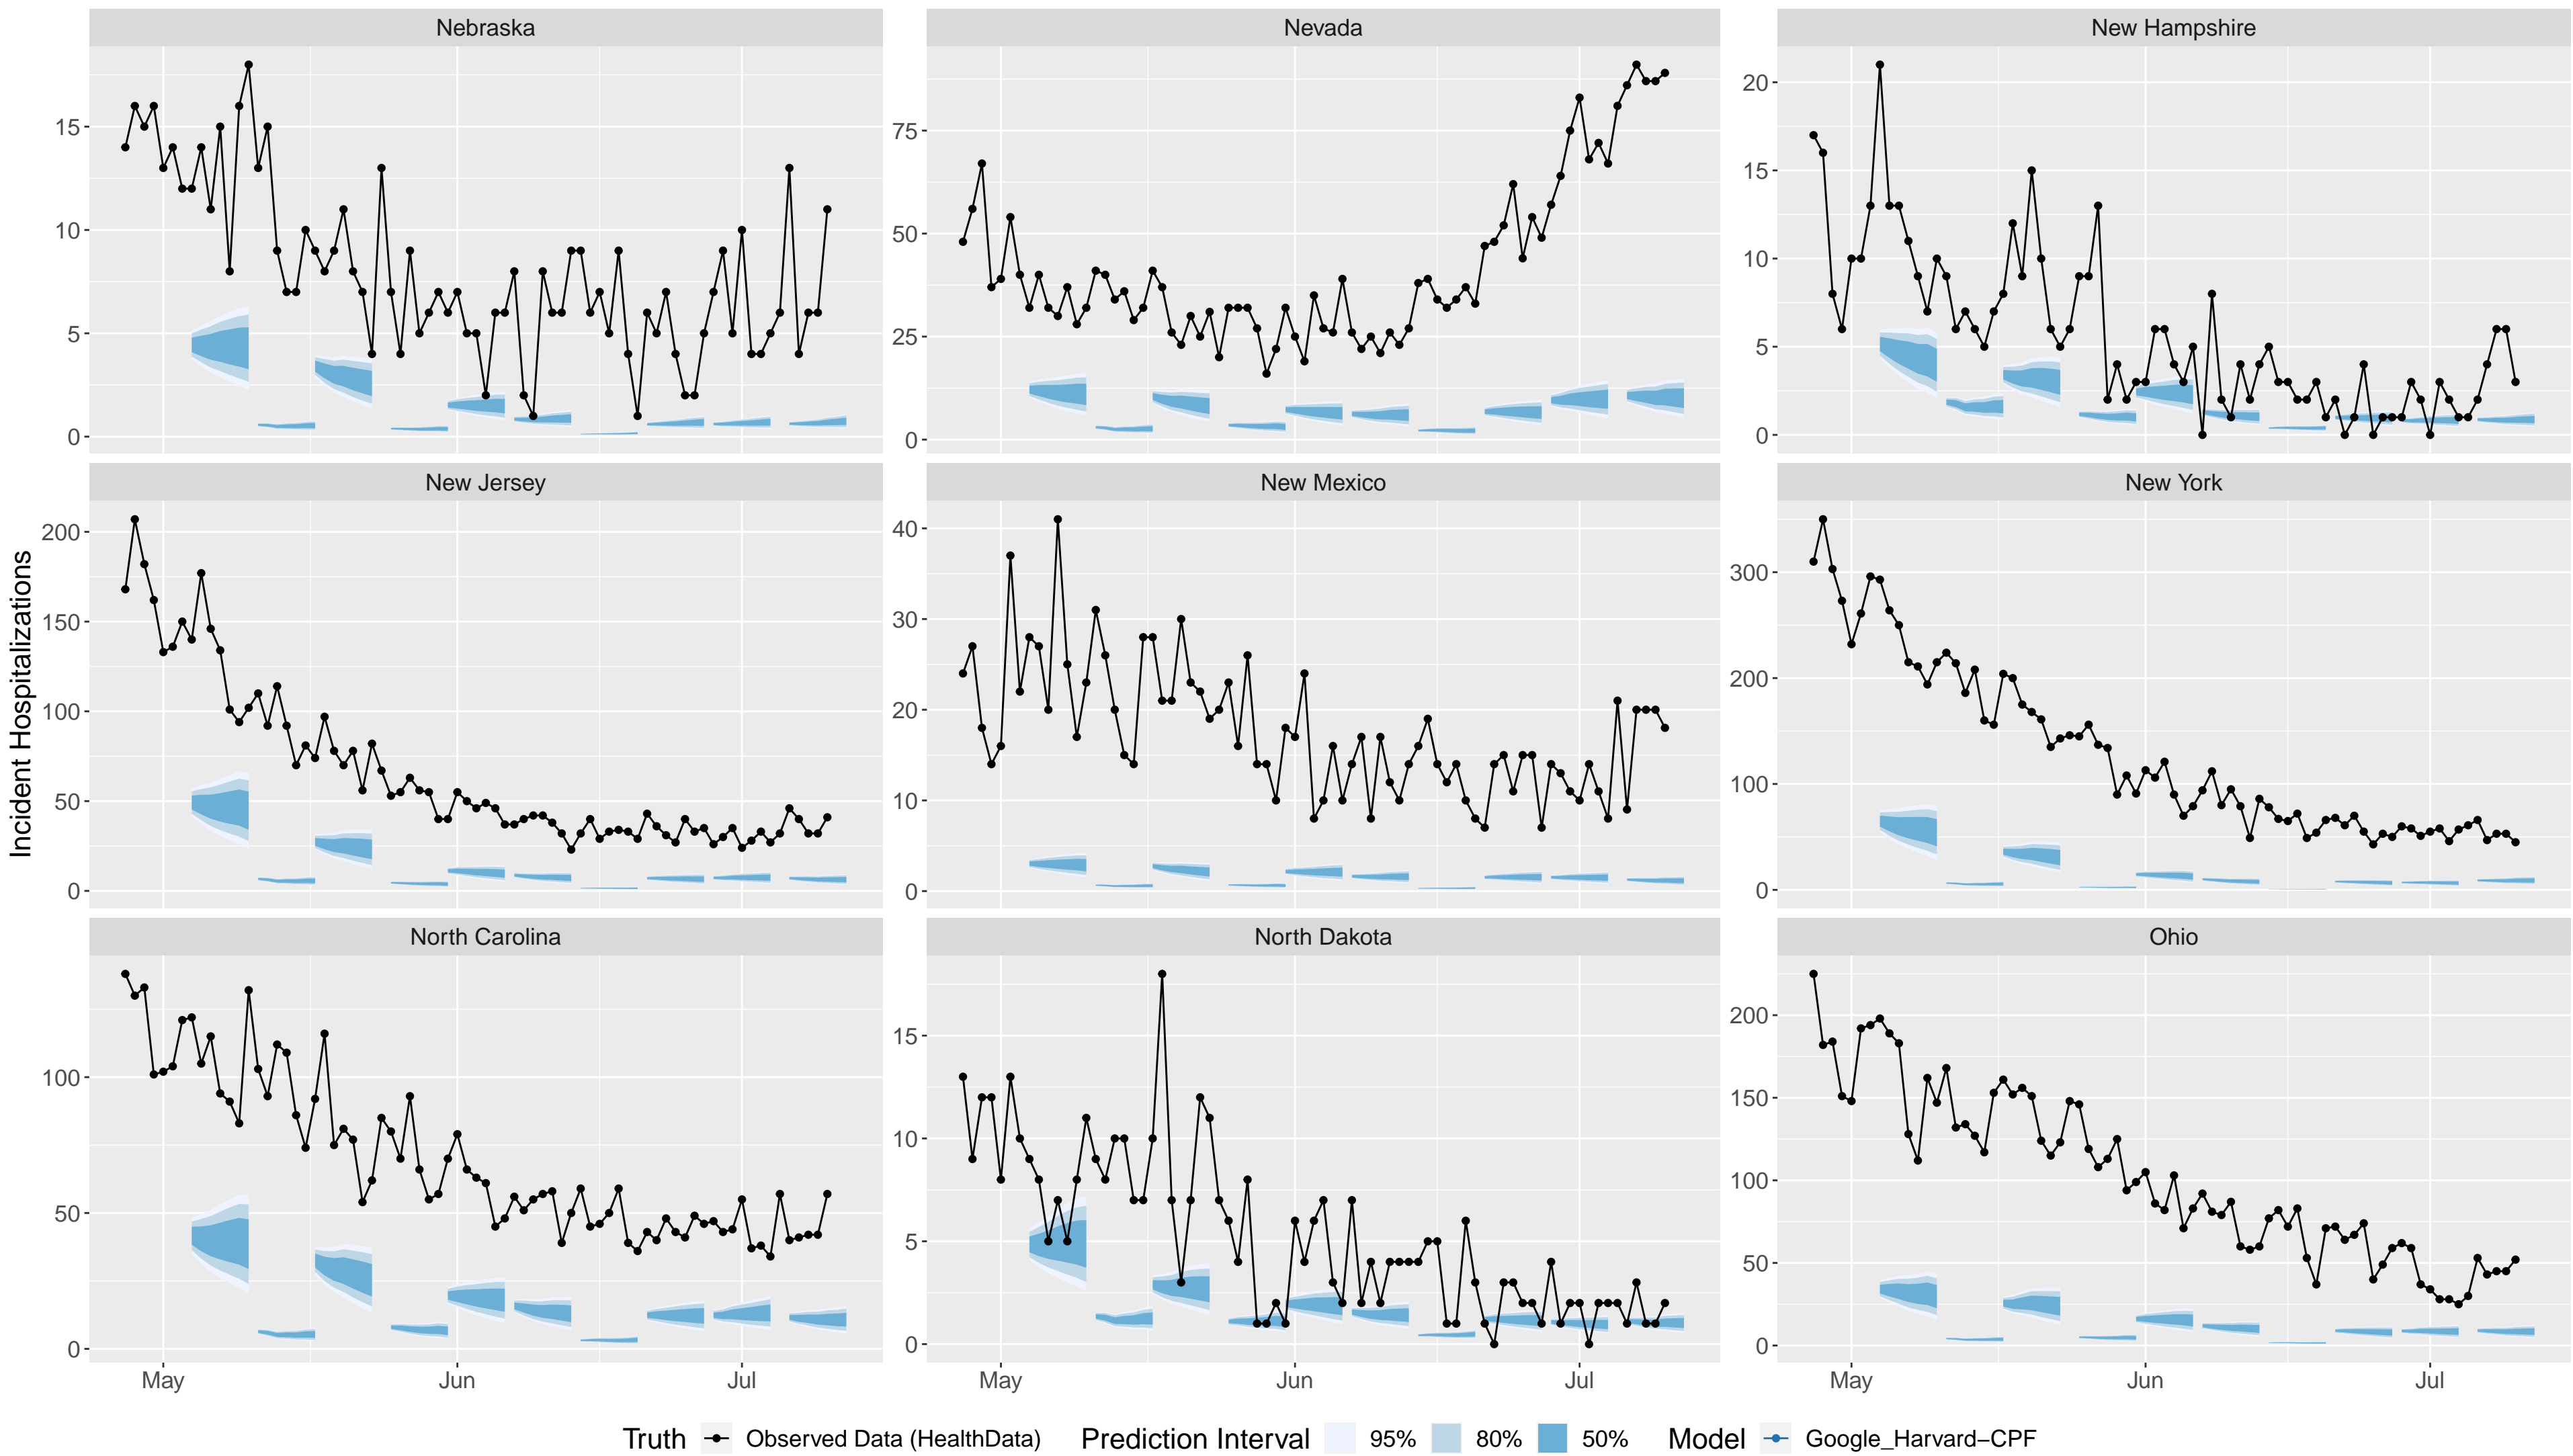 Nebraska
Nevada
New Hampshire
15
10
5
0
75
50
25
0
20
15
10
5
0
New Jersey
New Mexico
New York
200
150
100
50
0
40
30
20
10
0
300
200
100
0
North Carolina
North Dakota
Ohio
100
50
0
15
10
5
0
200
150
100
50
0
May Jun Jul
May Jun Jul
May Jun Jul
Incident Hospitalizations
Truth Observed Data (HealthData) Prediction Interval 95% 80% 50% Model Google_Harvard−CPF